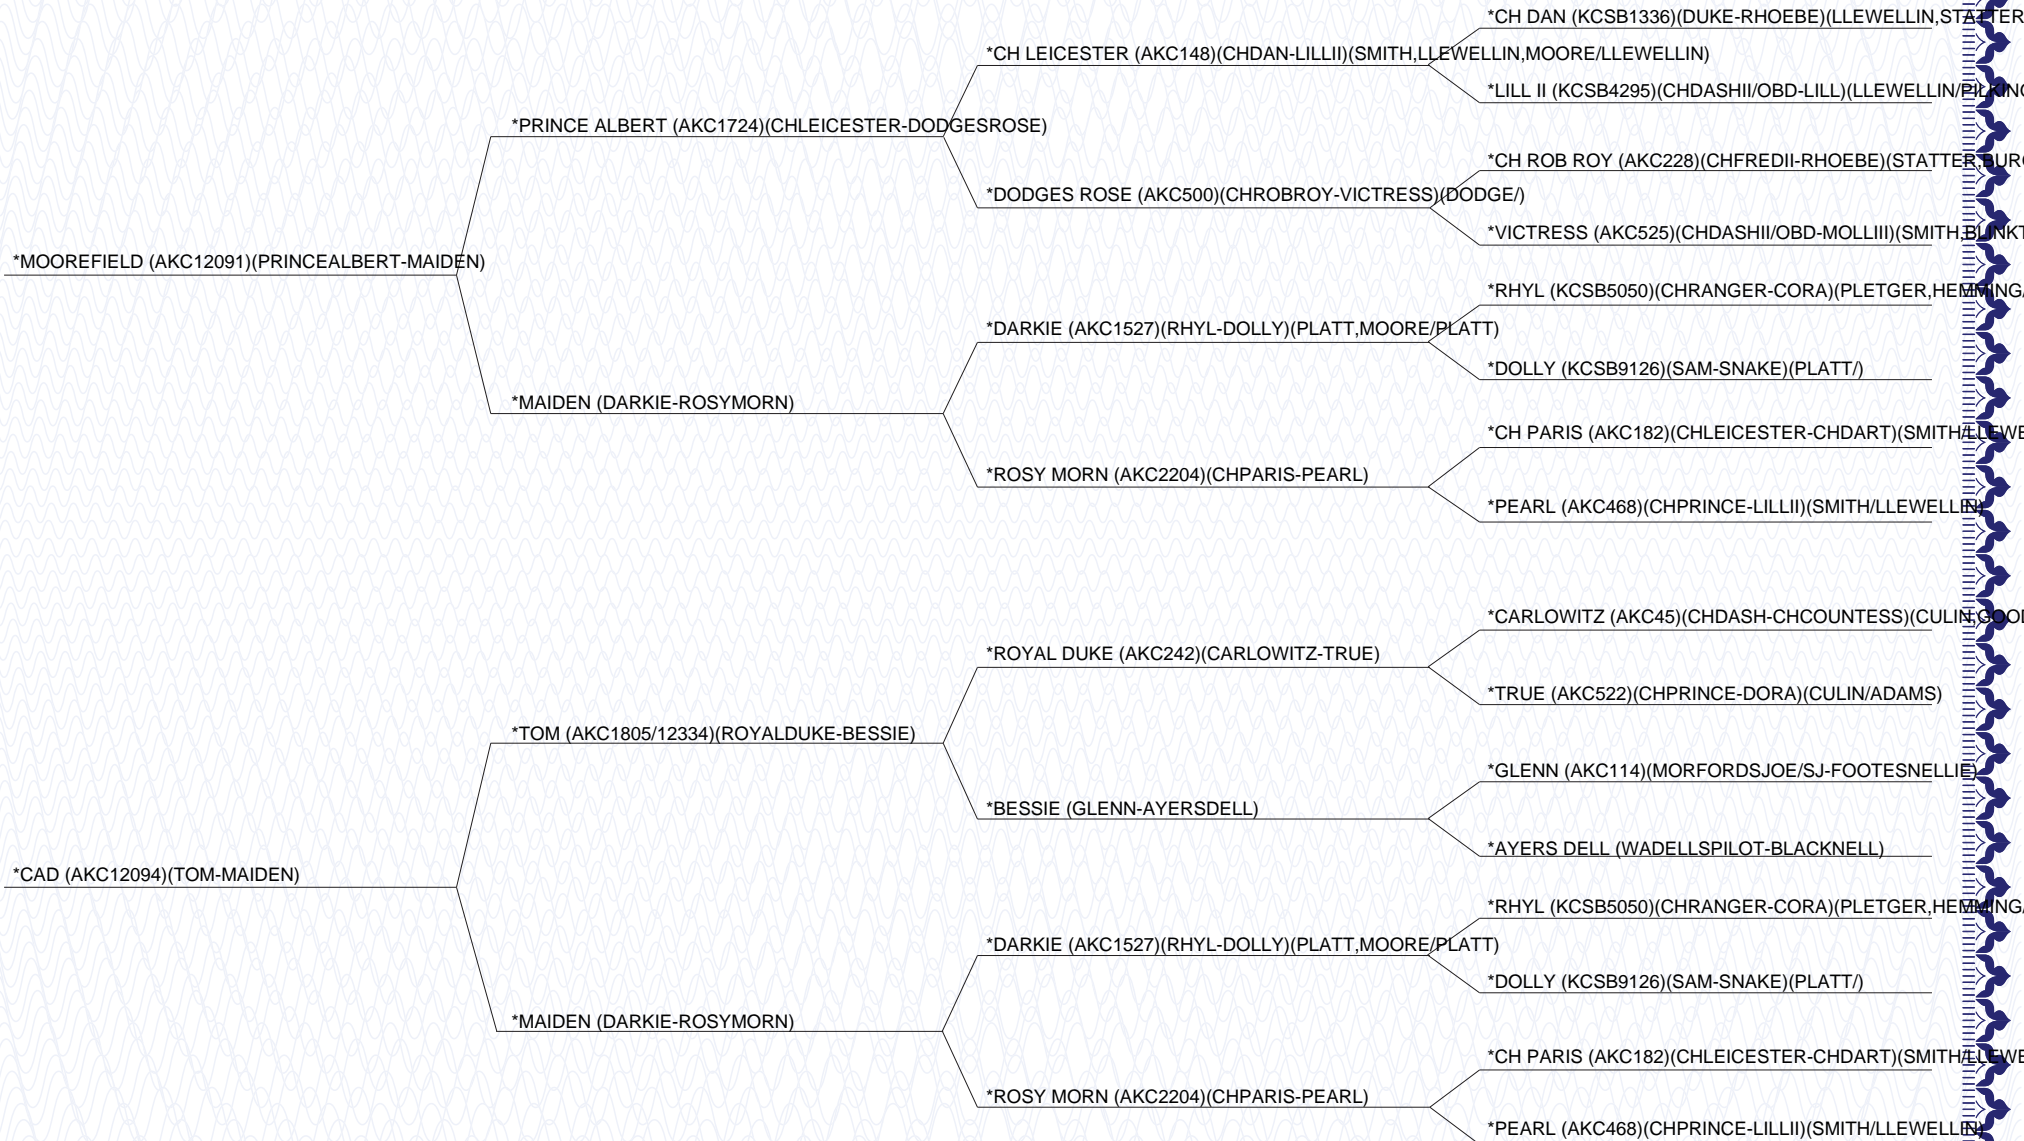 *CH DAN (KCSB1336)(DUKE-RHOEBE)(LLEWELLIN,STATTER
*CH LEICESTER (AKC148)(CHDAN-LILLII)(SMITH,LLEWELLIN,MOORE/LLEWELLIN)
*LILL II (KCSB4295)(CHDASHII/OBD-LILL)(LLEWELLIN/PILKING
*PRINCE ALBERT (AKC1724)(CHLEICESTER-DODGESROSE)
*CH ROB ROY (AKC228)(CHFREDII-RHOEBE)(STATTER,BURG
*DODGES ROSE (AKC500)(CHROBROY-VICTRESS)(DODGE/)
*VICTRESS (AKC525)(CHDASHII/OBD-MOLLIII)(SMITH,BLINKT
*MOOREFIELD (AKC12091)(PRINCEALBERT-MAIDEN)
*RHYL (KCSB5050)(CHRANGER-CORA)(PLETGER,HEMMING/
*DARKIE (AKC1527)(RHYL-DOLLY)(PLATT,MOORE/PLATT)
*DOLLY (KCSB9126)(SAM-SNAKE)(PLATT/)
*MAIDEN (DARKIE-ROSYMORN)
*CH PARIS (AKC182)(CHLEICESTER-CHDART)(SMITH/LLEWE
*ROSY MORN (AKC2204)(CHPARIS-PEARL)
*PEARL (AKC468)(CHPRINCE-LILLII)(SMITH/LLEWELLIN)
*CARLOWITZ (AKC45)(CHDASH-CHCOUNTESS)(CULIN,GOOD
*ROYAL DUKE (AKC242)(CARLOWITZ-TRUE)
*TRUE (AKC522)(CHPRINCE-DORA)(CULIN/ADAMS)
*TOM (AKC1805/12334)(ROYALDUKE-BESSIE)
*GLENN (AKC114)(MORFORDSJOE/SJ-FOOTESNELLIE)
*BESSIE (GLENN-AYERSDELL)
*AYERS DELL (WADELLSPILOT-BLACKNELL)
*CAD (AKC12094)(TOM-MAIDEN)
*RHYL (KCSB5050)(CHRANGER-CORA)(PLETGER,HEMMING/
*DARKIE (AKC1527)(RHYL-DOLLY)(PLATT,MOORE/PLATT)
*DOLLY (KCSB9126)(SAM-SNAKE)(PLATT/)
*MAIDEN (DARKIE-ROSYMORN)
*CH PARIS (AKC182)(CHLEICESTER-CHDART)(SMITH/LLEWE
*ROSY MORN (AKC2204)(CHPARIS-PEARL)
*PEARL (AKC468)(CHPRINCE-LILLII)(SMITH/LLEWELLIN)